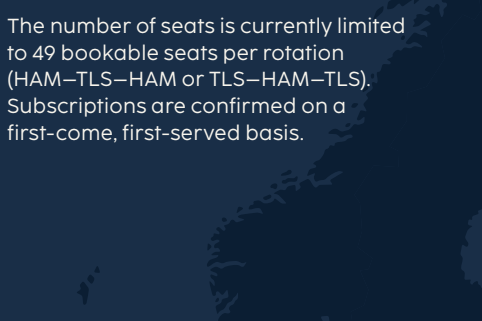 The number of seats is currently limited
to 49 bookable seats per rotation
(HAM–TLS–HAM or TLS–HAM–TLS).
Subscriptions are confirmed on a
first-come, first-served basis.